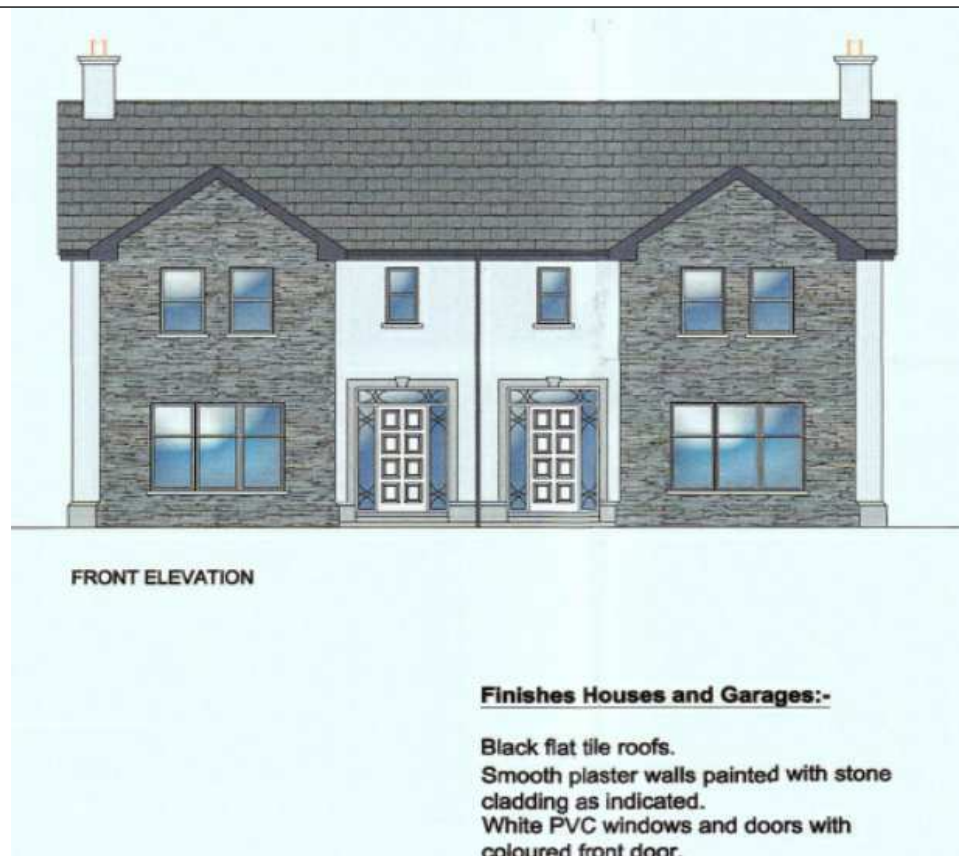 FRONT ELEVATION
Finishes Houses and Garages:-
Black flat tile roofs.
Smooth plaster walls painted with stone
cladding as indicated.
White PVC windows and doors with
coloured front door.